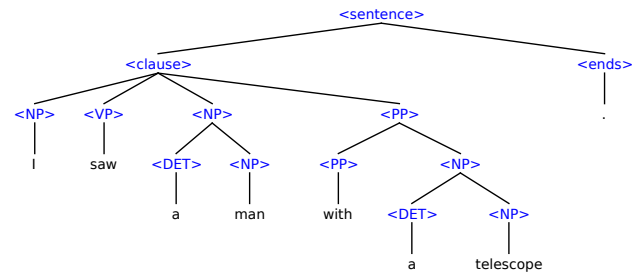 <sentence>
<clause> <ends>
<NP> <VP> <NP> <PP> .
I saw <DET> <NP> <PP> <NP>
a man with <DET> <NP>
a telescope